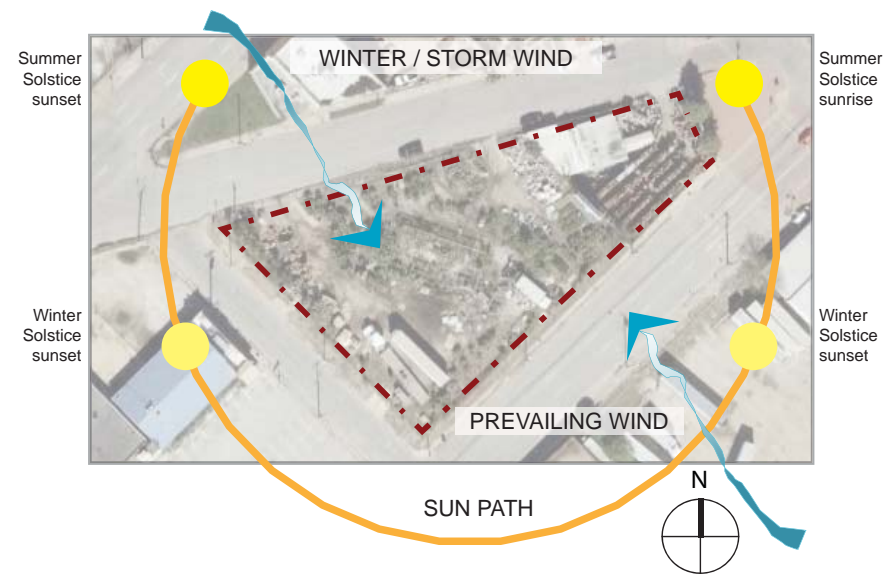 WINTER / STORM WIND
Summer
Solstice
sunset
Summer
Solstice
sunrise
Winter
Solstice
sunset
Winter
Solstice
sunset
PREVAILING WIND
SUN PATH
N